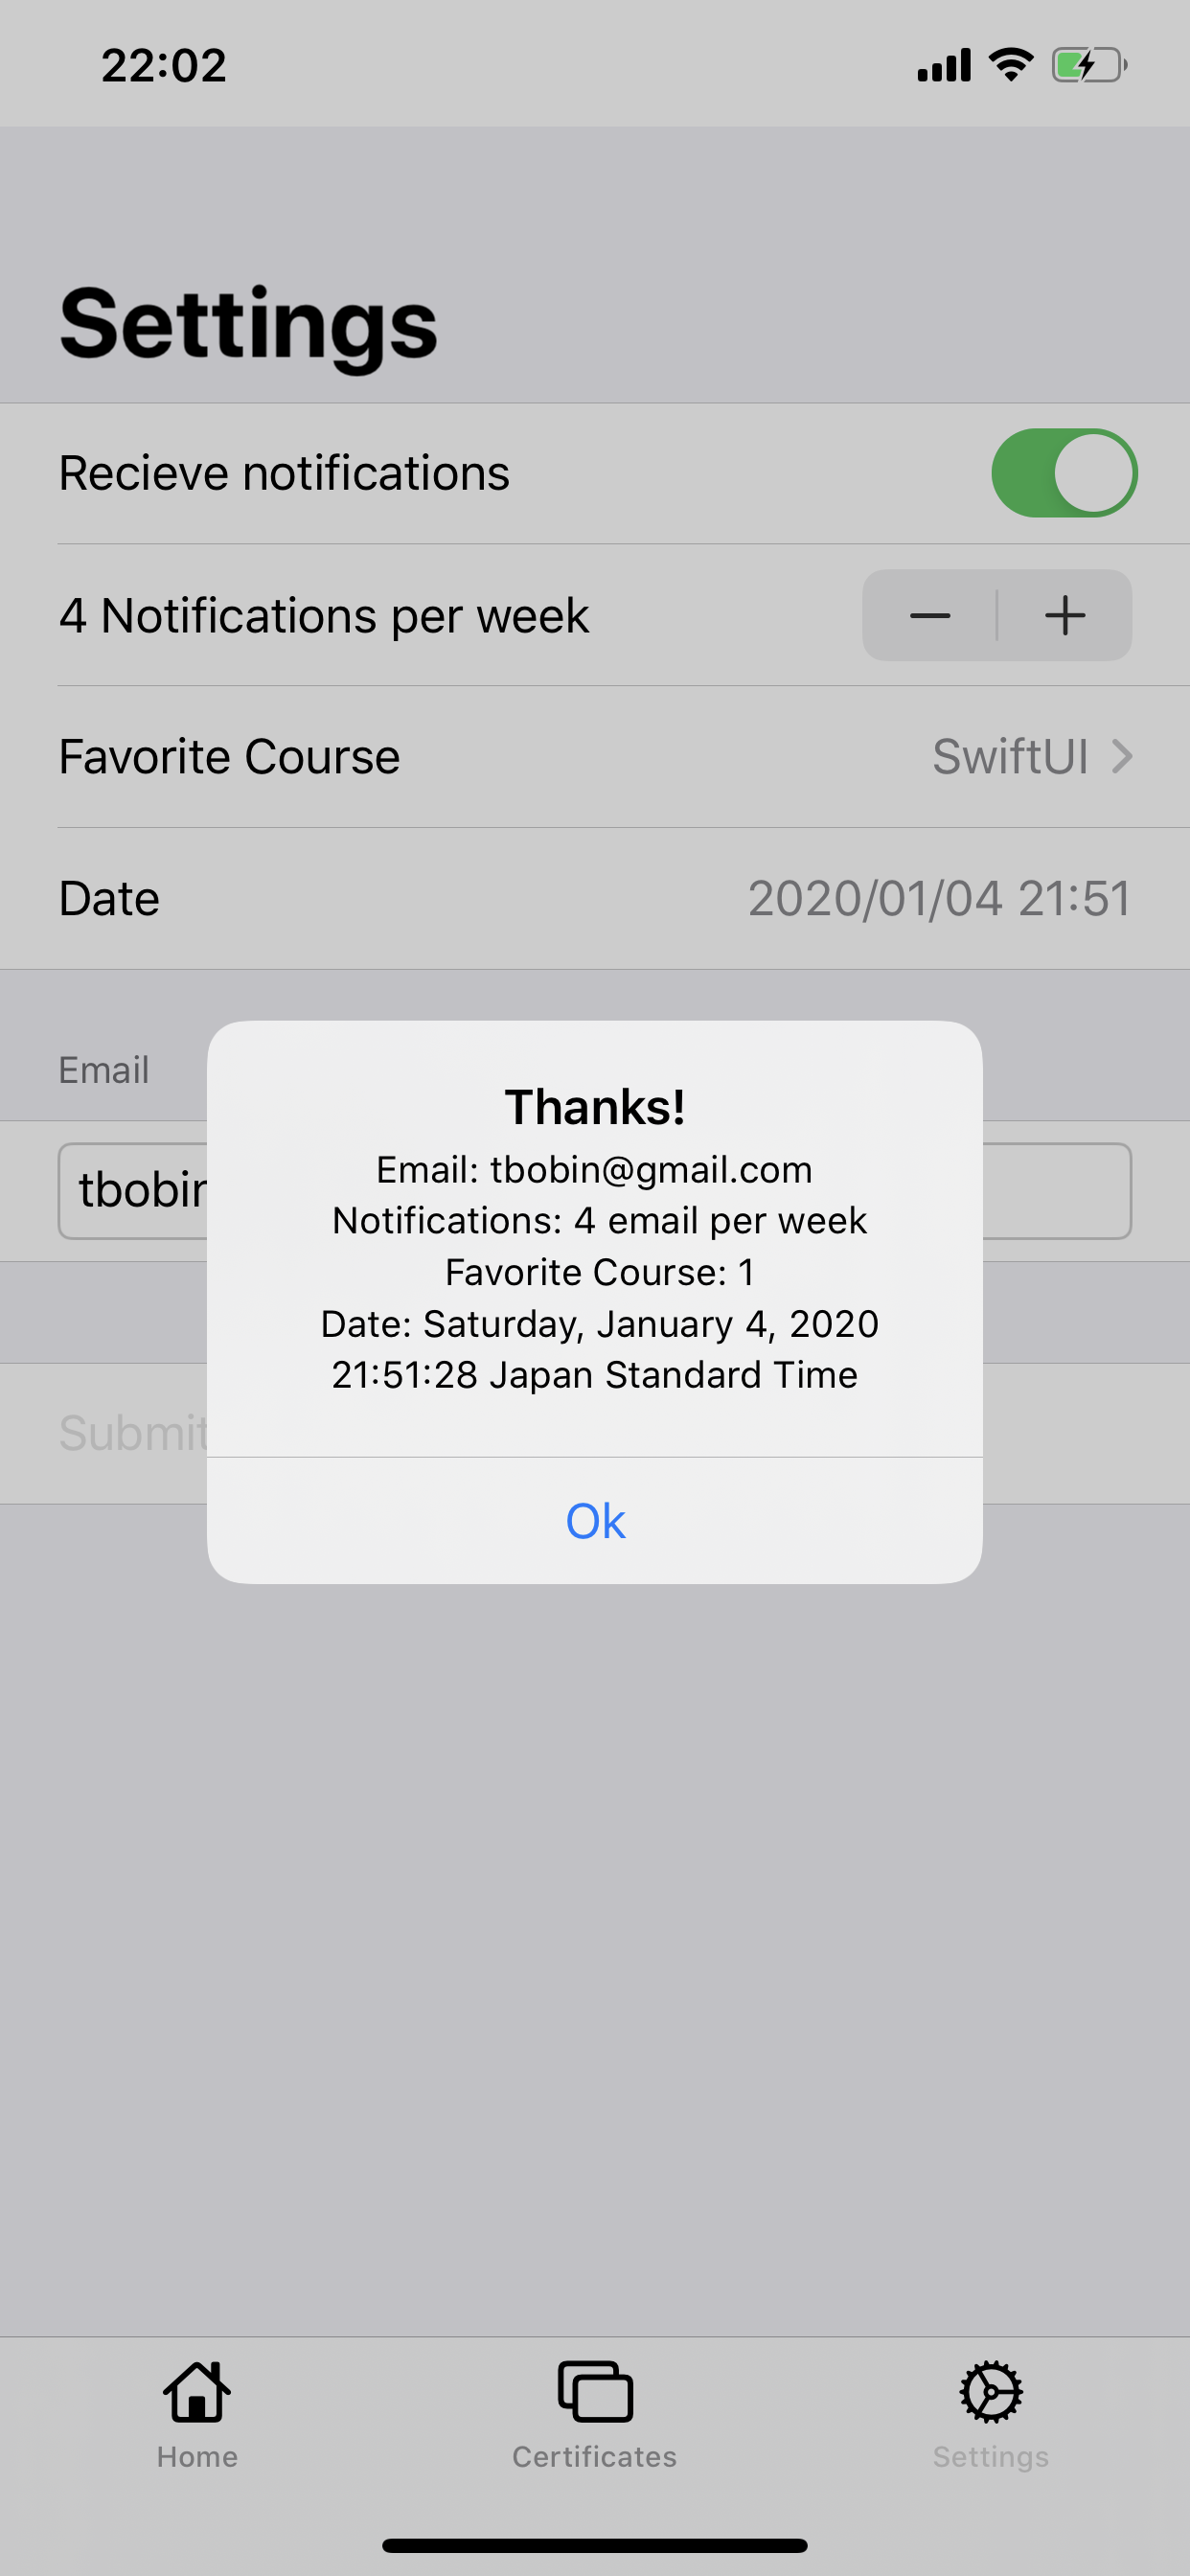 22:02
Settings
Recieve notifications
4 Notifications per week
Favorite Course
SwiftUI
Date
2020/01/04 21:51
Email
Thanks!
Email: tbobin@gmail.com
Notifications: 4 email per week
Favorite Course: 1
Date: Saturday, January 4, 2020
21:51:28 Japan Standard Time
tbobin
Submit
Ok
Home
Certificates
Settings